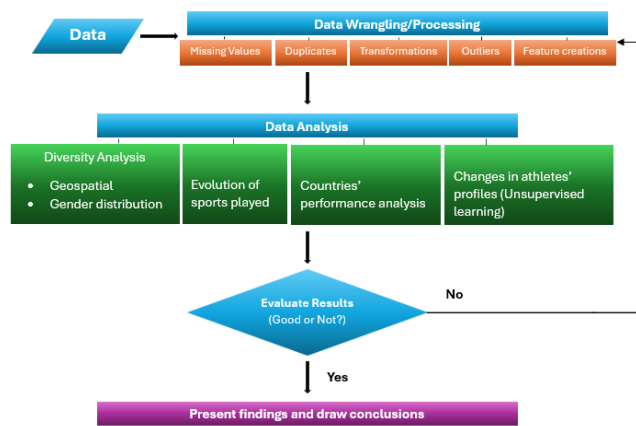 Data
Data Wrangling/Processing
Missing Values
Duplicates
Transformations
Outliers
Feature creations
Data Analysis
Diversity Analysis
• Geospatial
• Gender distribution
Evolution of
sports played
Countries'
performance analysis
Changes in athletes'
profiles (Unsupervised
learning)
Evaluate Results
(Good or Not?)
No
Yes
Present findings and draw conclusions